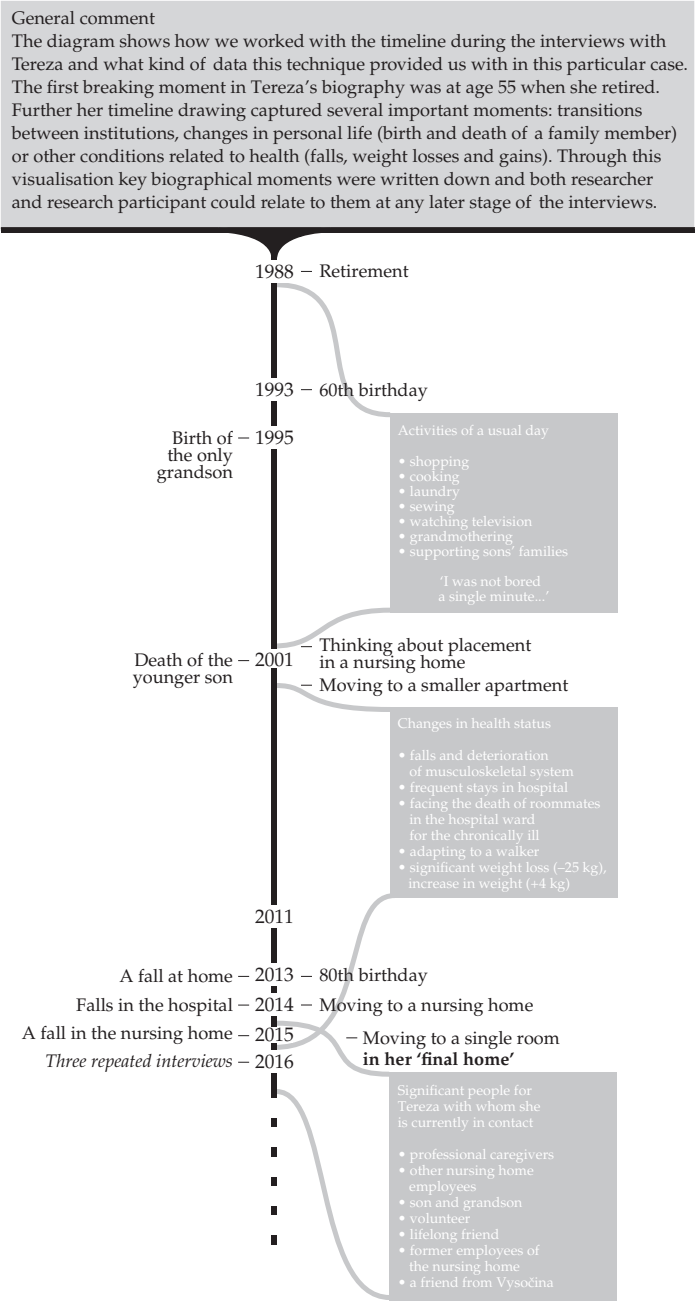 General comment
The diagram shows how we worked with the timeline during the interviews with
Tereza and what kind of data this technique provided us with in this particular case.
The first breaking moment in Tereza’s biography was at age 55 when she retired.
Further her timeline drawing captured several important moments: transitions
between institutions, changes in personal life (birth and death of a family member)
or other conditions related to health (falls, weight losses and gains). Through this
visualisation key biographical moments were written down and both researcher
and research participant could relate to them at any later stage of the interviews.
1988 – Retirement
1993 – 60th birthday
Birth of – 1995
the only
grandson
Activities of a usual day
• shopping
• cooking
• laundry
• sewing
• watching television
• grandmothering
• supporting sons’ families
‘I was not bored
a single minute...’
Death of the – 2001
younger son
– Thinking about placement
in a nursing home
– Moving to a smaller apartment
Changes in health status
• falls and deterioration
of musculoskeletal system
• frequent stays in hospital
• facing the death of roommates
in the hospital ward
for the chronically ill
• adapting to a walker
• significant weight loss (–25 kg),
increase in weight (+4 kg)
2011
A fall at home – 2013 – 80th birthday
Falls in the hospital – 2014 – Moving to a nursing home
A fall in the nursing home – 2015
– Moving to a single room
in her ‘final home’
Three repeated interviews – 2016
Significant people for
Tereza with whom she
is currently in contact
• professional caregivers
• other nursing home
employees
• son and grandson
• volunteer
• lifelong friend
• former employees of
the nursing home
• a friend from Vysočina